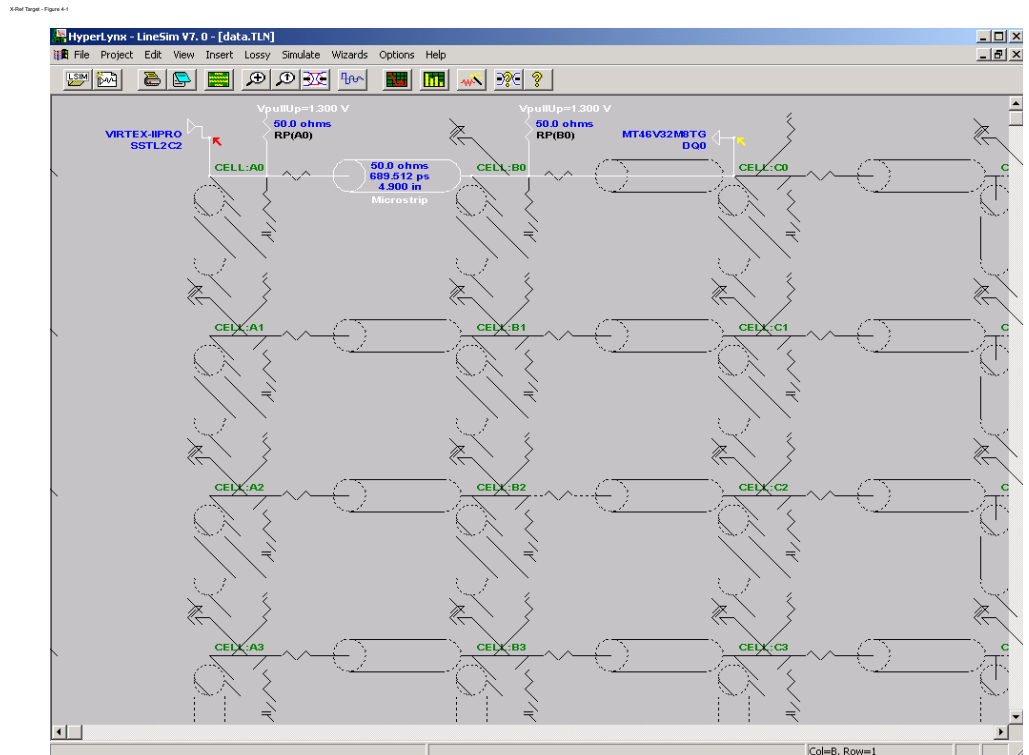 X-Ref Target - Figure 4-1
HyperLynx - LineSim V7. 0 - [data.TLN]
File Project Edit View Insert Lossy Simulate Wizards Options Help
LSIM
VpullUp=1.300 V
VpullUp=1.300 V
50.0 ohms
RP(A0)
50.0 ohms
RP(B0)
VIRTEX-IIPRO
SSTL2C2
MT46V32M8TG
DQ0
CELL:A0
50.0 ohms
689.512 ps
4.900 in
Microstrip
CELL:B0
CELL:C0
C
CELL:A1
CELL:B1
CELL:C1
C
CELL:A2
CELL:B2
CELL:C2
C
CELL:A3
CELL:B3
CELL:C3
C
Col=B, Row=1